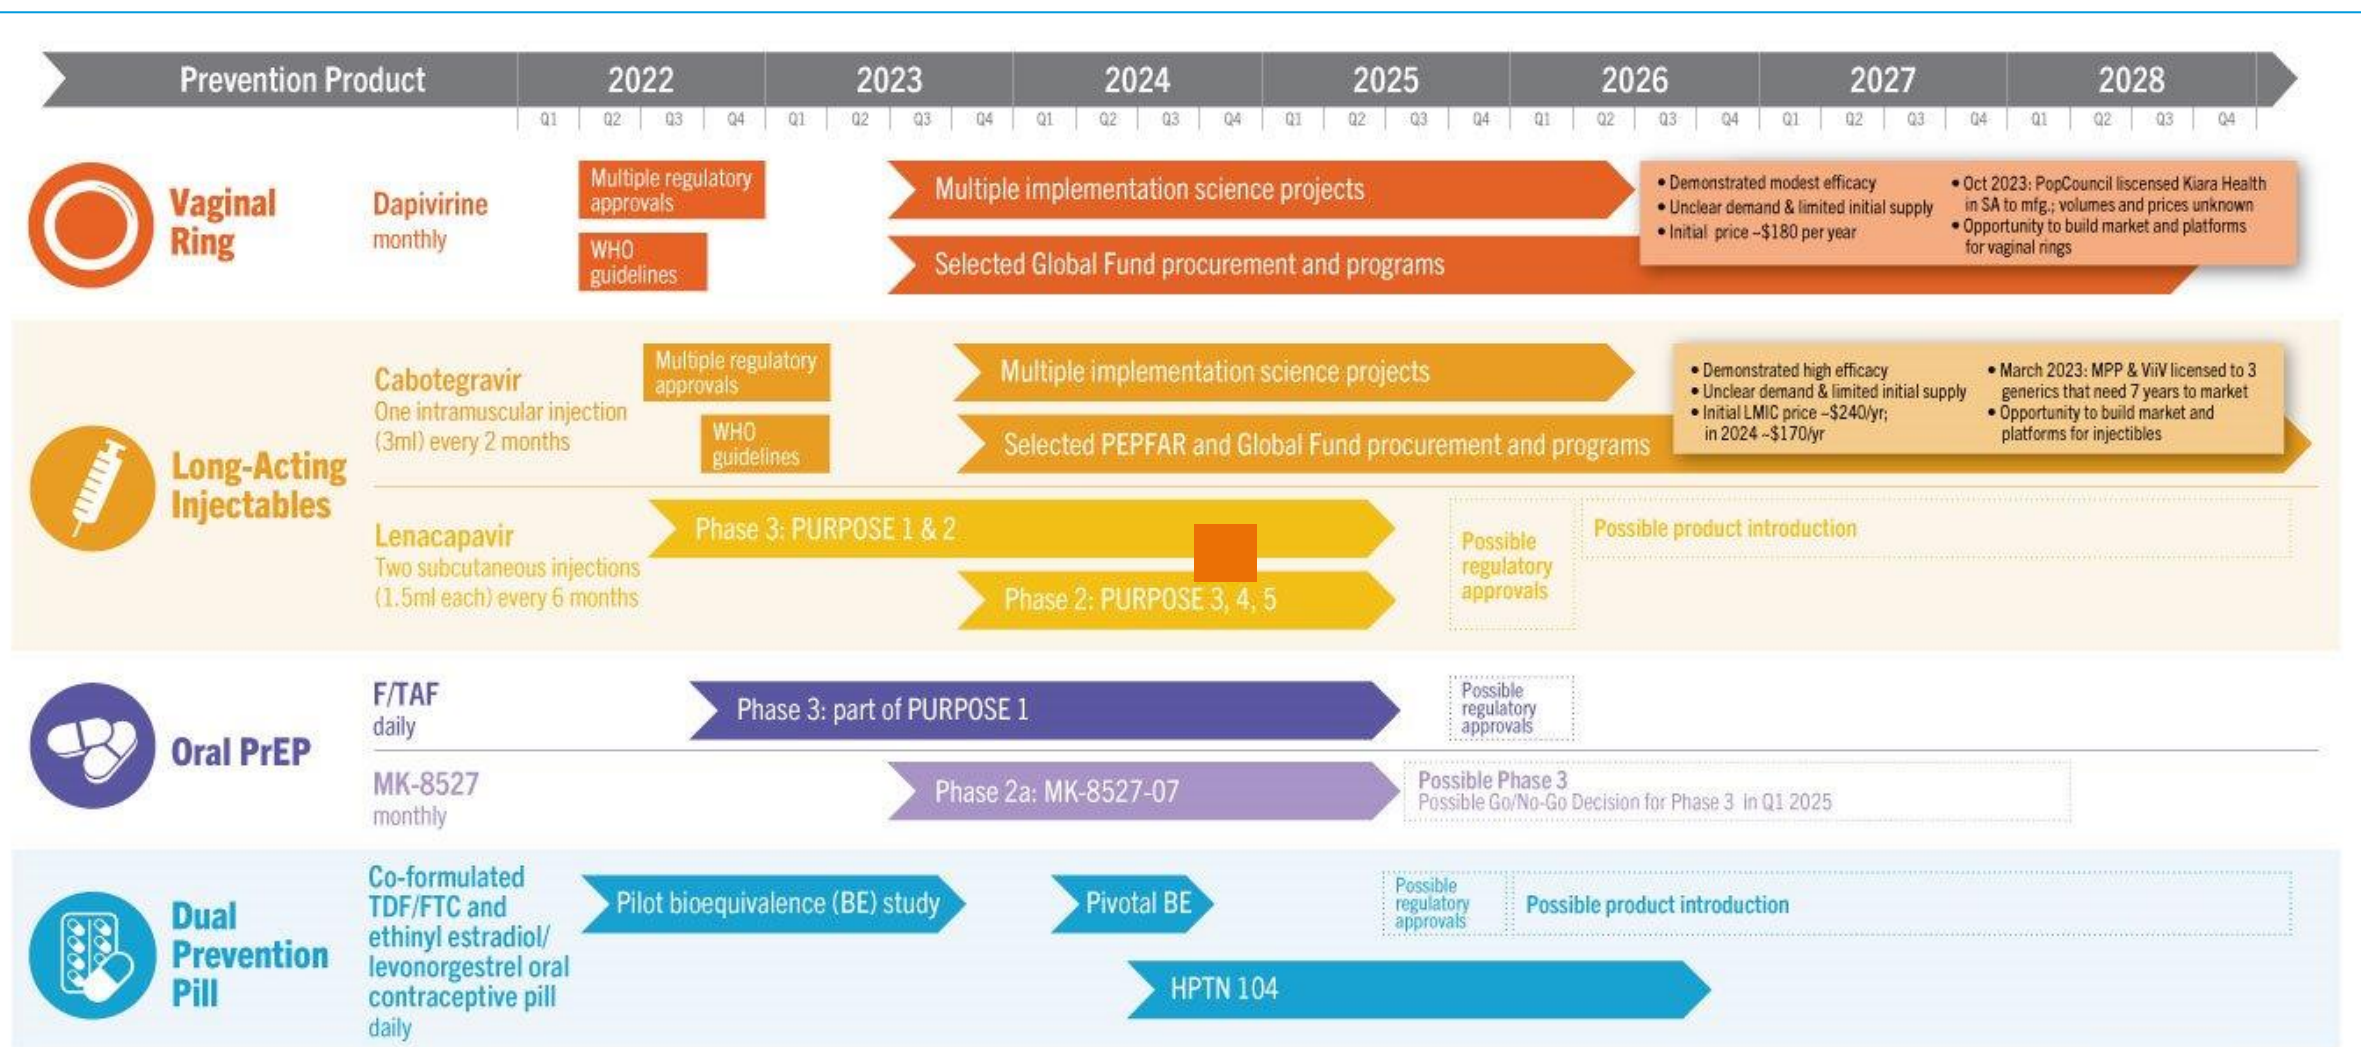 Prevention Product 2022 2023 2024 2025 2026 2027 2028
Q1 Q2 Q3 Q4 Q1 Q2 Q3 Q4 Q1 Q2 Q3 Q4 Q1 Q2 Q3 Q4 Q1 Q2 Q3 Q4 Q1 Q2 Q3 Q4 Q1 Q2 Q3 Q4
Vaginal
Ring
Dapivirine
monthly
Multiple regulatory
approvals
WHO
guidelines
Multiple implementation science projects
Selected Global Fund procurement and programs
• Demonstrated modest efficacy
• Unclear demand & limited initial supply
• Initial price ~$180 per year
• Oct 2023: PopCouncil liscensed Kiara Health
in SA to mfg.; volumes and prices unknown
• Opportunity to build market and platforms
for vaginal rings
Long-Acting
Injectables
Cabotegravir
One intramuscular injection
(3ml) every 2 months
Multiple regulatory
approvals
WHO
guidelines
Multiple implementation science projects
Selected PEPFAR and Global Fund procurement and programs
• Demonstrated high efficacy
• Unclear demand & limited initial supply
• Initial LMIC price ~$240/yr;
in 2024 ~$170/yr
• March 2023: MPP & ViiV licensed to 3
generics that need 7 years to market
• Opportunity to build market and
platforms for injectibles
Lenacapavir
Two subcutaneous injections
(1.5ml each) every 6 months
Phase 3: PURPOSE 1 & 2
Phase 2: PURPOSE 3, 4, 5
Possible
regulatory
approvals
Possible product introduction
Oral PrEP
F/TAF
daily
Phase 3: part of PURPOSE 1
Possible
regulatory
approvals
MK-8527
monthly
Phase 2a: MK-8527-07
Possible Phase 3
Possible Go/No-Go Decision for Phase 3 in Q1 2025
Dual
Prevention
Pill
Co-formulated
TDF/FTC and
ethinyl estradiol/
levonorgestrel oral
contraceptive pill
daily
Pilot bioequivalence (BE) study
Pivotal BE
Possible
regulatory
approvals
Possible product introduction
HPTN 104